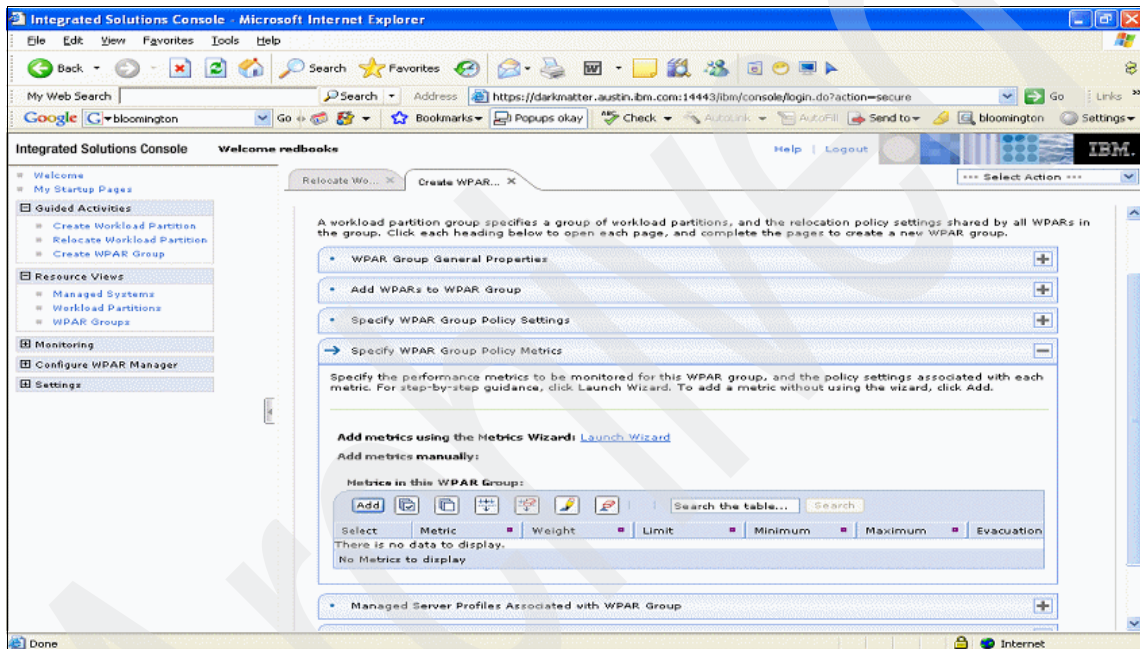 Integrated Solutions Console - Microsoft Internet Explorer
File Edit View Favorites Tools Help
Back Search Favorites
My Web Search Search Address https://darkmatter.austin.ibm.com:14443/ibm/console/login.do?action=secure Go Links »
Google G bloomington Go Bookmarks Popups okay Check AutoLink AutoFill Send to bloomington Settings
Integrated Solutions Console Welcome redbooks Help | Logout IBM.
Welcome
My Startup Pages
Guided Activities
Create Workload Partition
Relocate Workload Partition
Create WPAR Group
Resource Views
Managed Systems
Workload Partitions
WPAR Groups
Monitoring
Configure WPAR Manager
Settings
Relocate Wo... X Create WPAR... X --- Select Action ---
A workload partition group specifies a group of workload partitions, and the relocation policy settings shared by all WPARs in
the group. Click each heading below to open each page, and complete the pages to create a new WPAR group.
WPAR Group General Properties
Add WPARs to WPAR Group
Specify WPAR Group Policy Settings
Specify WPAR Group Policy Metrics
Specify the performance metrics to be monitored for this WPAR group, and the policy settings associated with each
metric. For step-by-step guidance, click Launch Wizard. To add a metric without using the wizard, click Add.
Add metrics using the Metrics Wizard: Launch Wizard
Add metrics manually:
Metrics in this WPAR Group:
Add Search the table... Search
Select Metric Weight Limit Minimum Maximum Evacuation
There is no data to display.
No Metrics to display
Managed Server Profiles Associated with WPAR Group
Done Internet